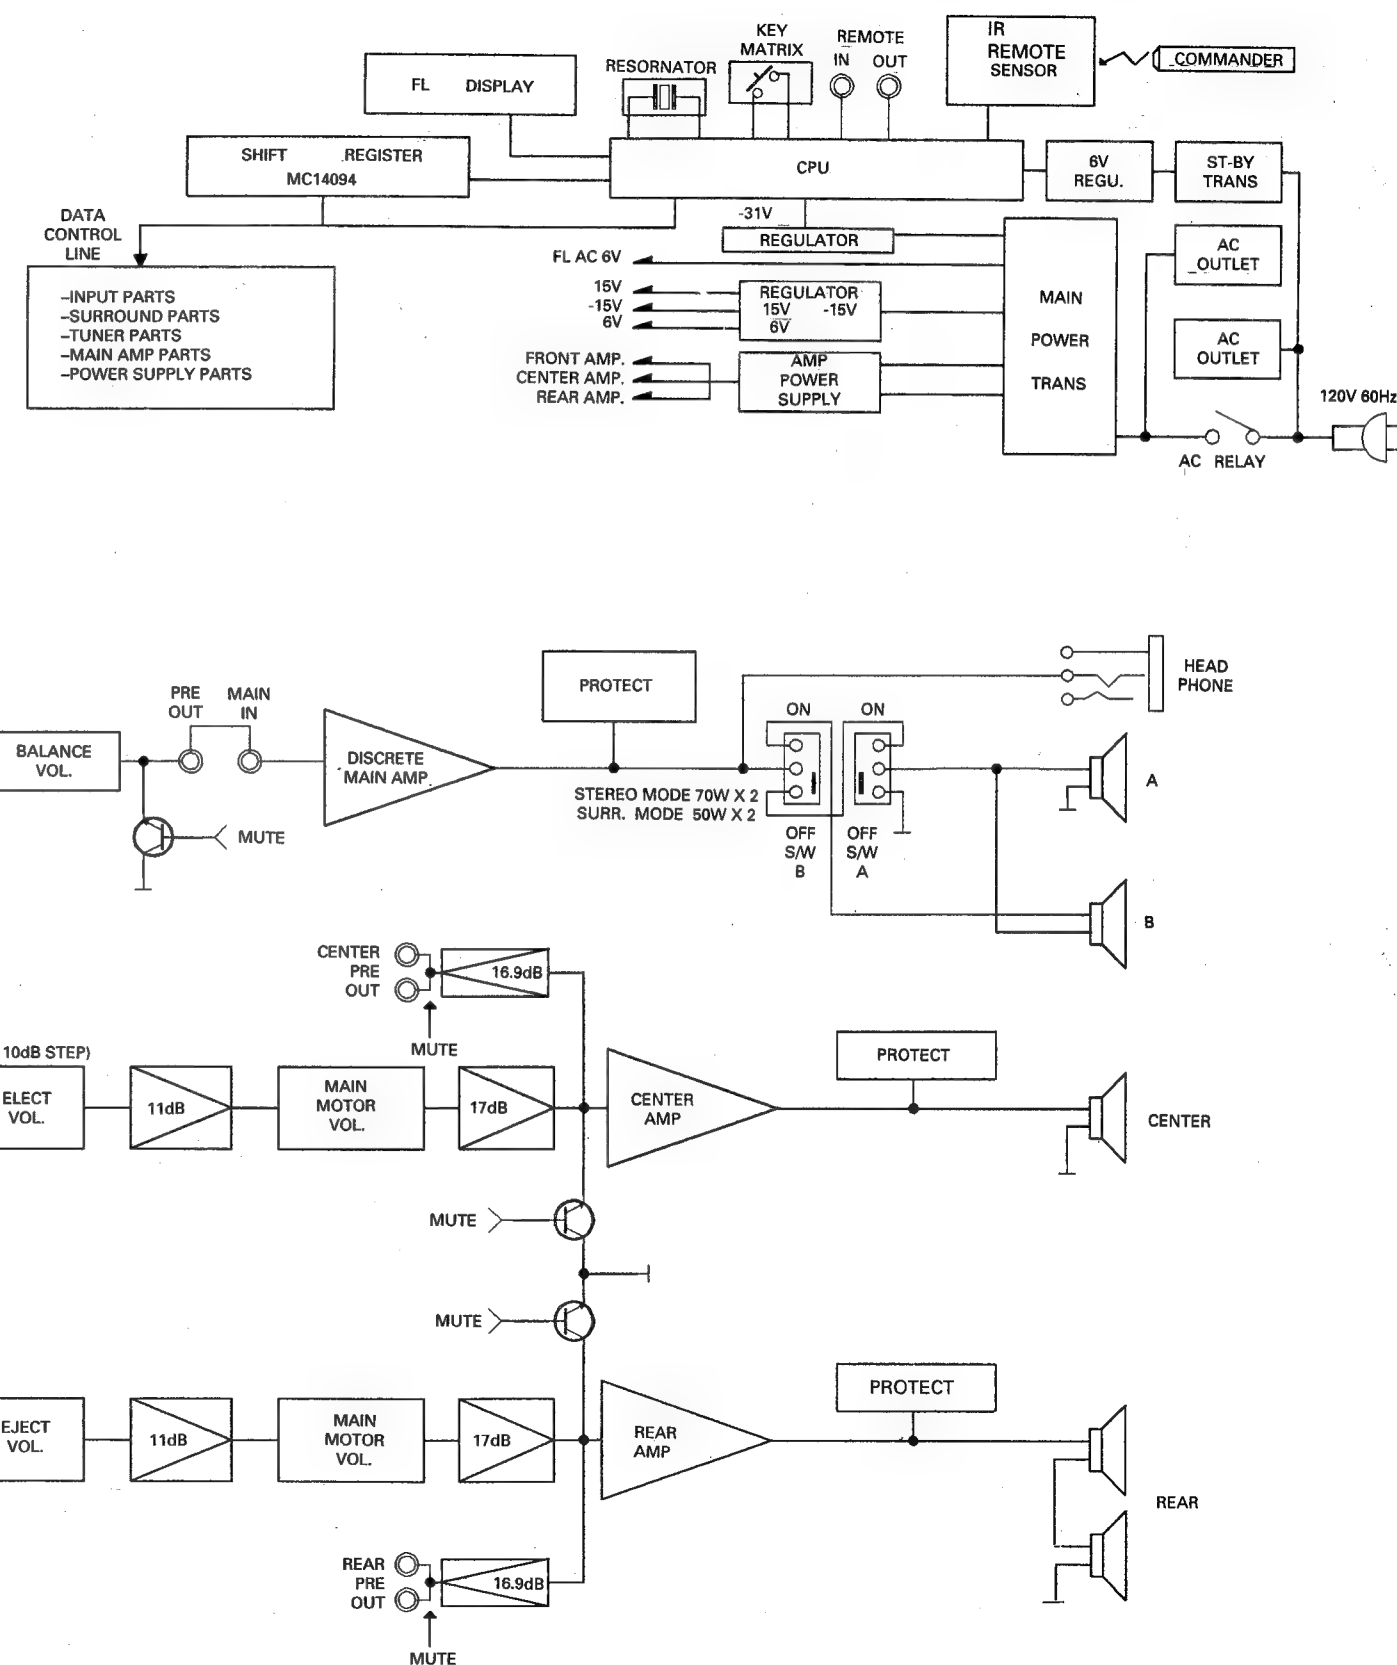 IR
REMOTE
SENSOR
COMMANDER
KEY
MATRIX
REMOTE
IN OUT
RESORNATOR
FL DISPLAY
SHIFT REGISTER
MC14094
CPU
6V
REGU.
ST-BY
TRANS
DATA
CONTROL
LINE
-31V
REGULATOR
AC
OUTLET
FL AC 6V
-INPUT PARTS
-SURROUND PARTS
-TUNER PARTS
-MAIN AMP PARTS
-POWER SUPPLY PARTS
15V
-15V
6V
REGULATOR
15V -15V
6V
MAIN
POWER
TRANS
AC
OUTLET
FRONT AMP.
CENTER AMP.
REAR AMP.
AMP
POWER
SUPPLY
120V 60Hz
AC RELAY
PRE
OUT
MAIN
IN
PROTECT
HEAD
PHONE
ON
ON
BALANCE
VOL.
DISCRETE
MAIN AMP.
STEREO MODE 70W X 2
SURR. MODE 50W X 2
A
MUTE
OFF
S/W
B
OFF
S/W
A
B
CENTER
PRE
OUT
16.9dB
MUTE
10dB STEP)
ELECT
VOL.
11dB
MAIN
MOTOR
VOL.
17dB
CENTER
AMP
PROTECT
CENTER
MUTE
MUTE
EJECT
VOL.
11dB
MAIN
MOTOR
VOL.
17dB
REAR
AMP
PROTECT
REAR
REAR
PRE
OUT
16.9dB
MUTE